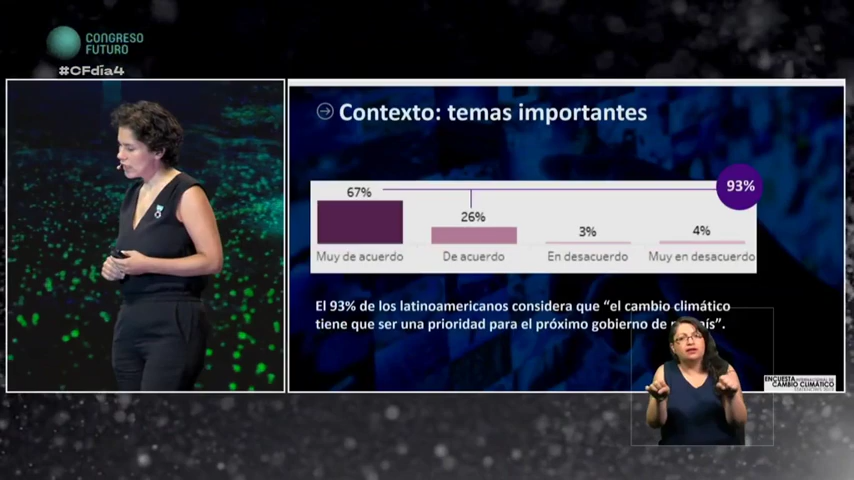 CONGRESO
FUTURO
#CFdía4
Contexto: temas importantes
67%
93%
26%
3%
4%
Muy de acuerdo
De acuerdo
En desacuerdo
Muy en desacuerdo
El 93% de los latinoamericanos considera que “el cambio climático
tiene que ser una prioridad para el próximo gobierno de país”.
ENCUESTA
CAMBIO CLIMÁTICO